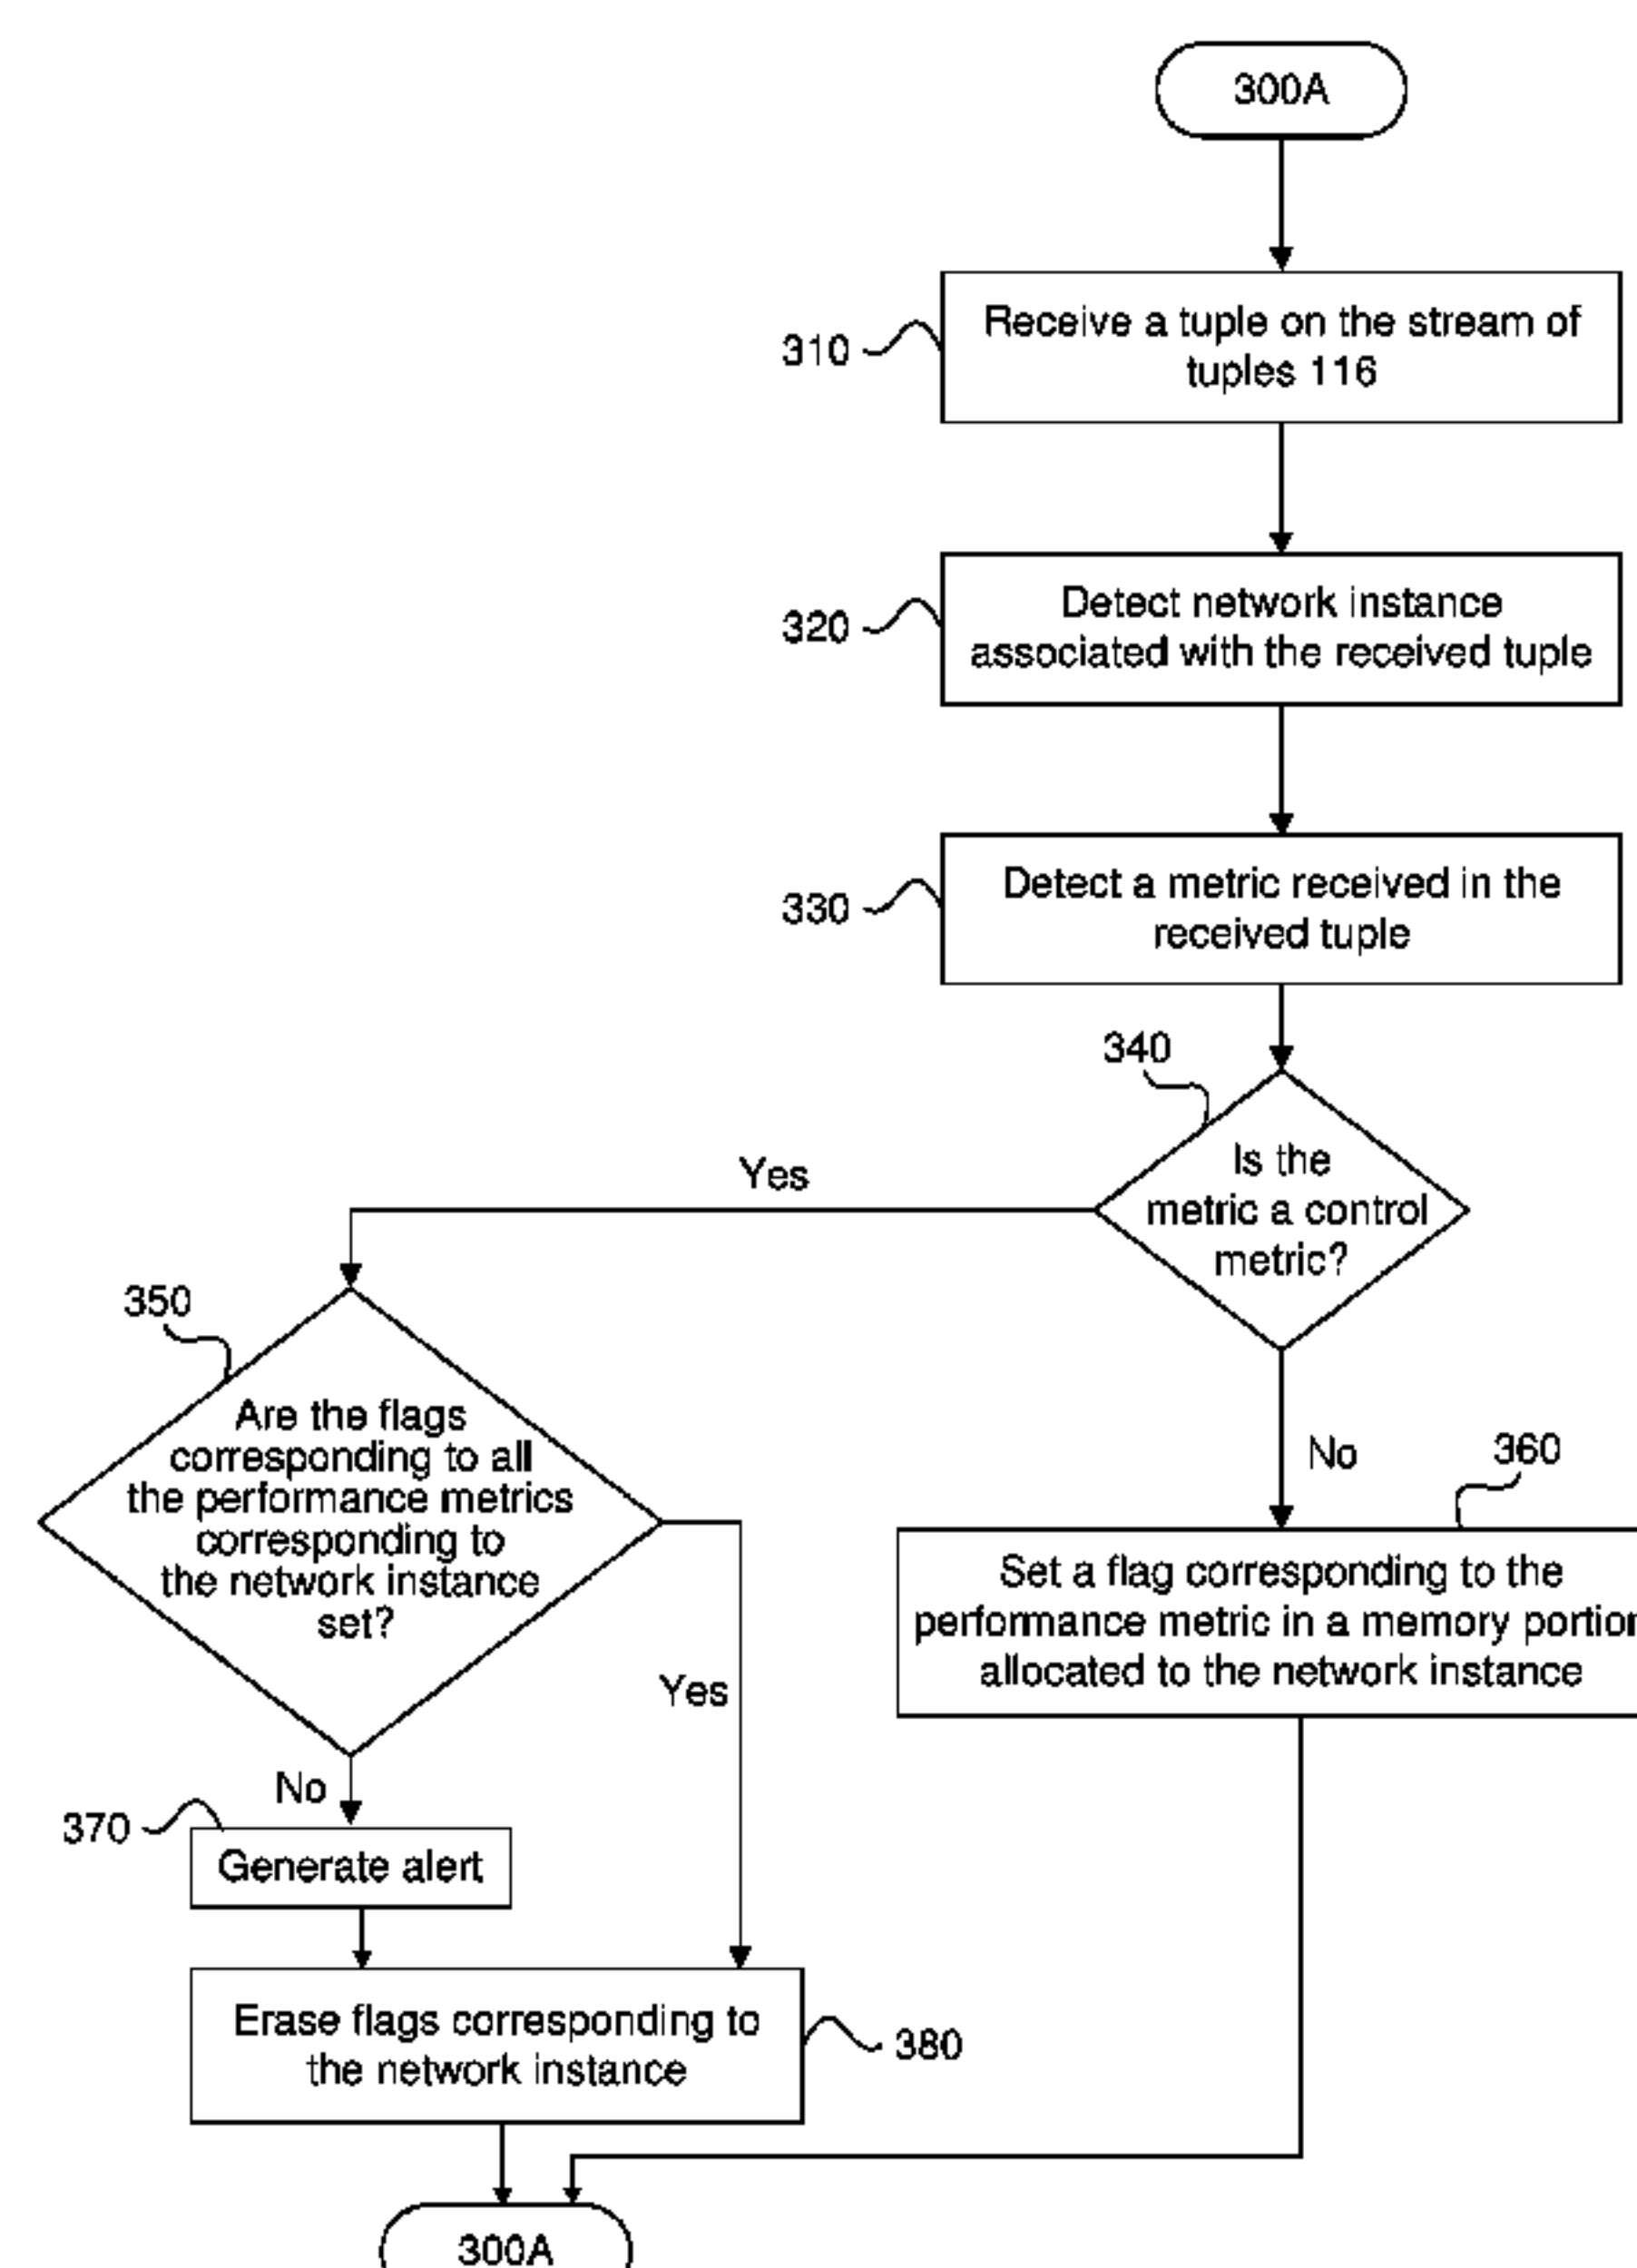 300A
310
Receive a tuple on the stream of
tuples 116
320
Detect network instance
associated with the received tuple
330
Detect a metric received in the
received tuple
340
Is the
metric a control
metric?
Yes
No
350
Are the flags
corresponding to all
the performance metrics
corresponding to
the network instance
set?
Yes
No
360
Set a flag corresponding to the
performance metric in a memory portion
allocated to the network instance
370
Generate alert
Erase flags corresponding to
the network instance
380
300A